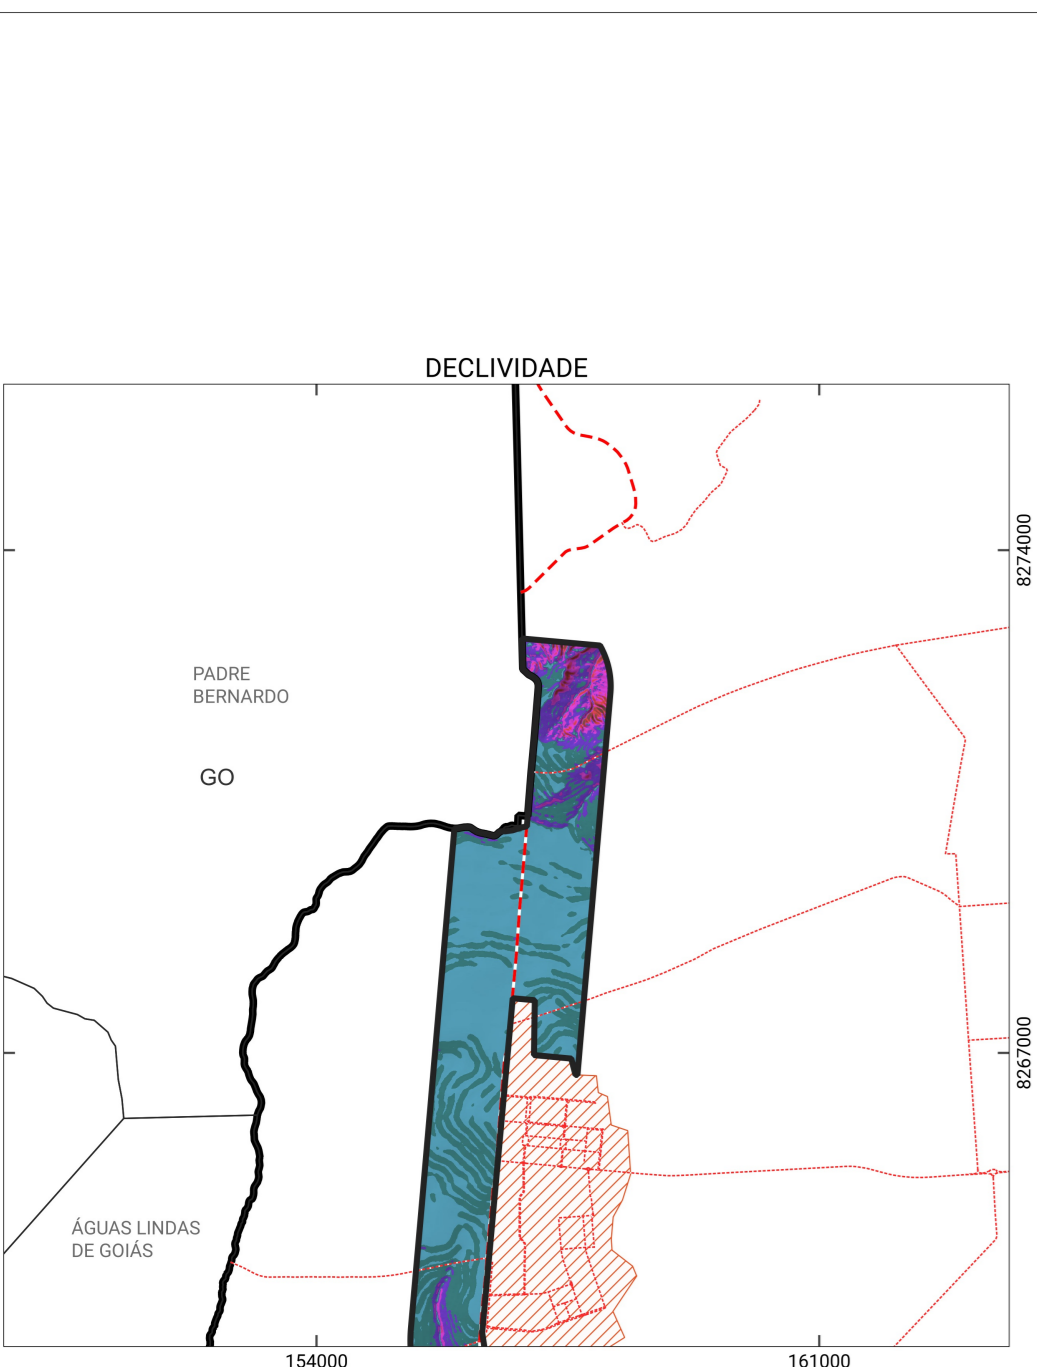 DECLIVIDADE
8274000
PADRE
BERNARDO
GO
8267000
ÁGUAS LINDAS
DE GOIÁS
154000
161000